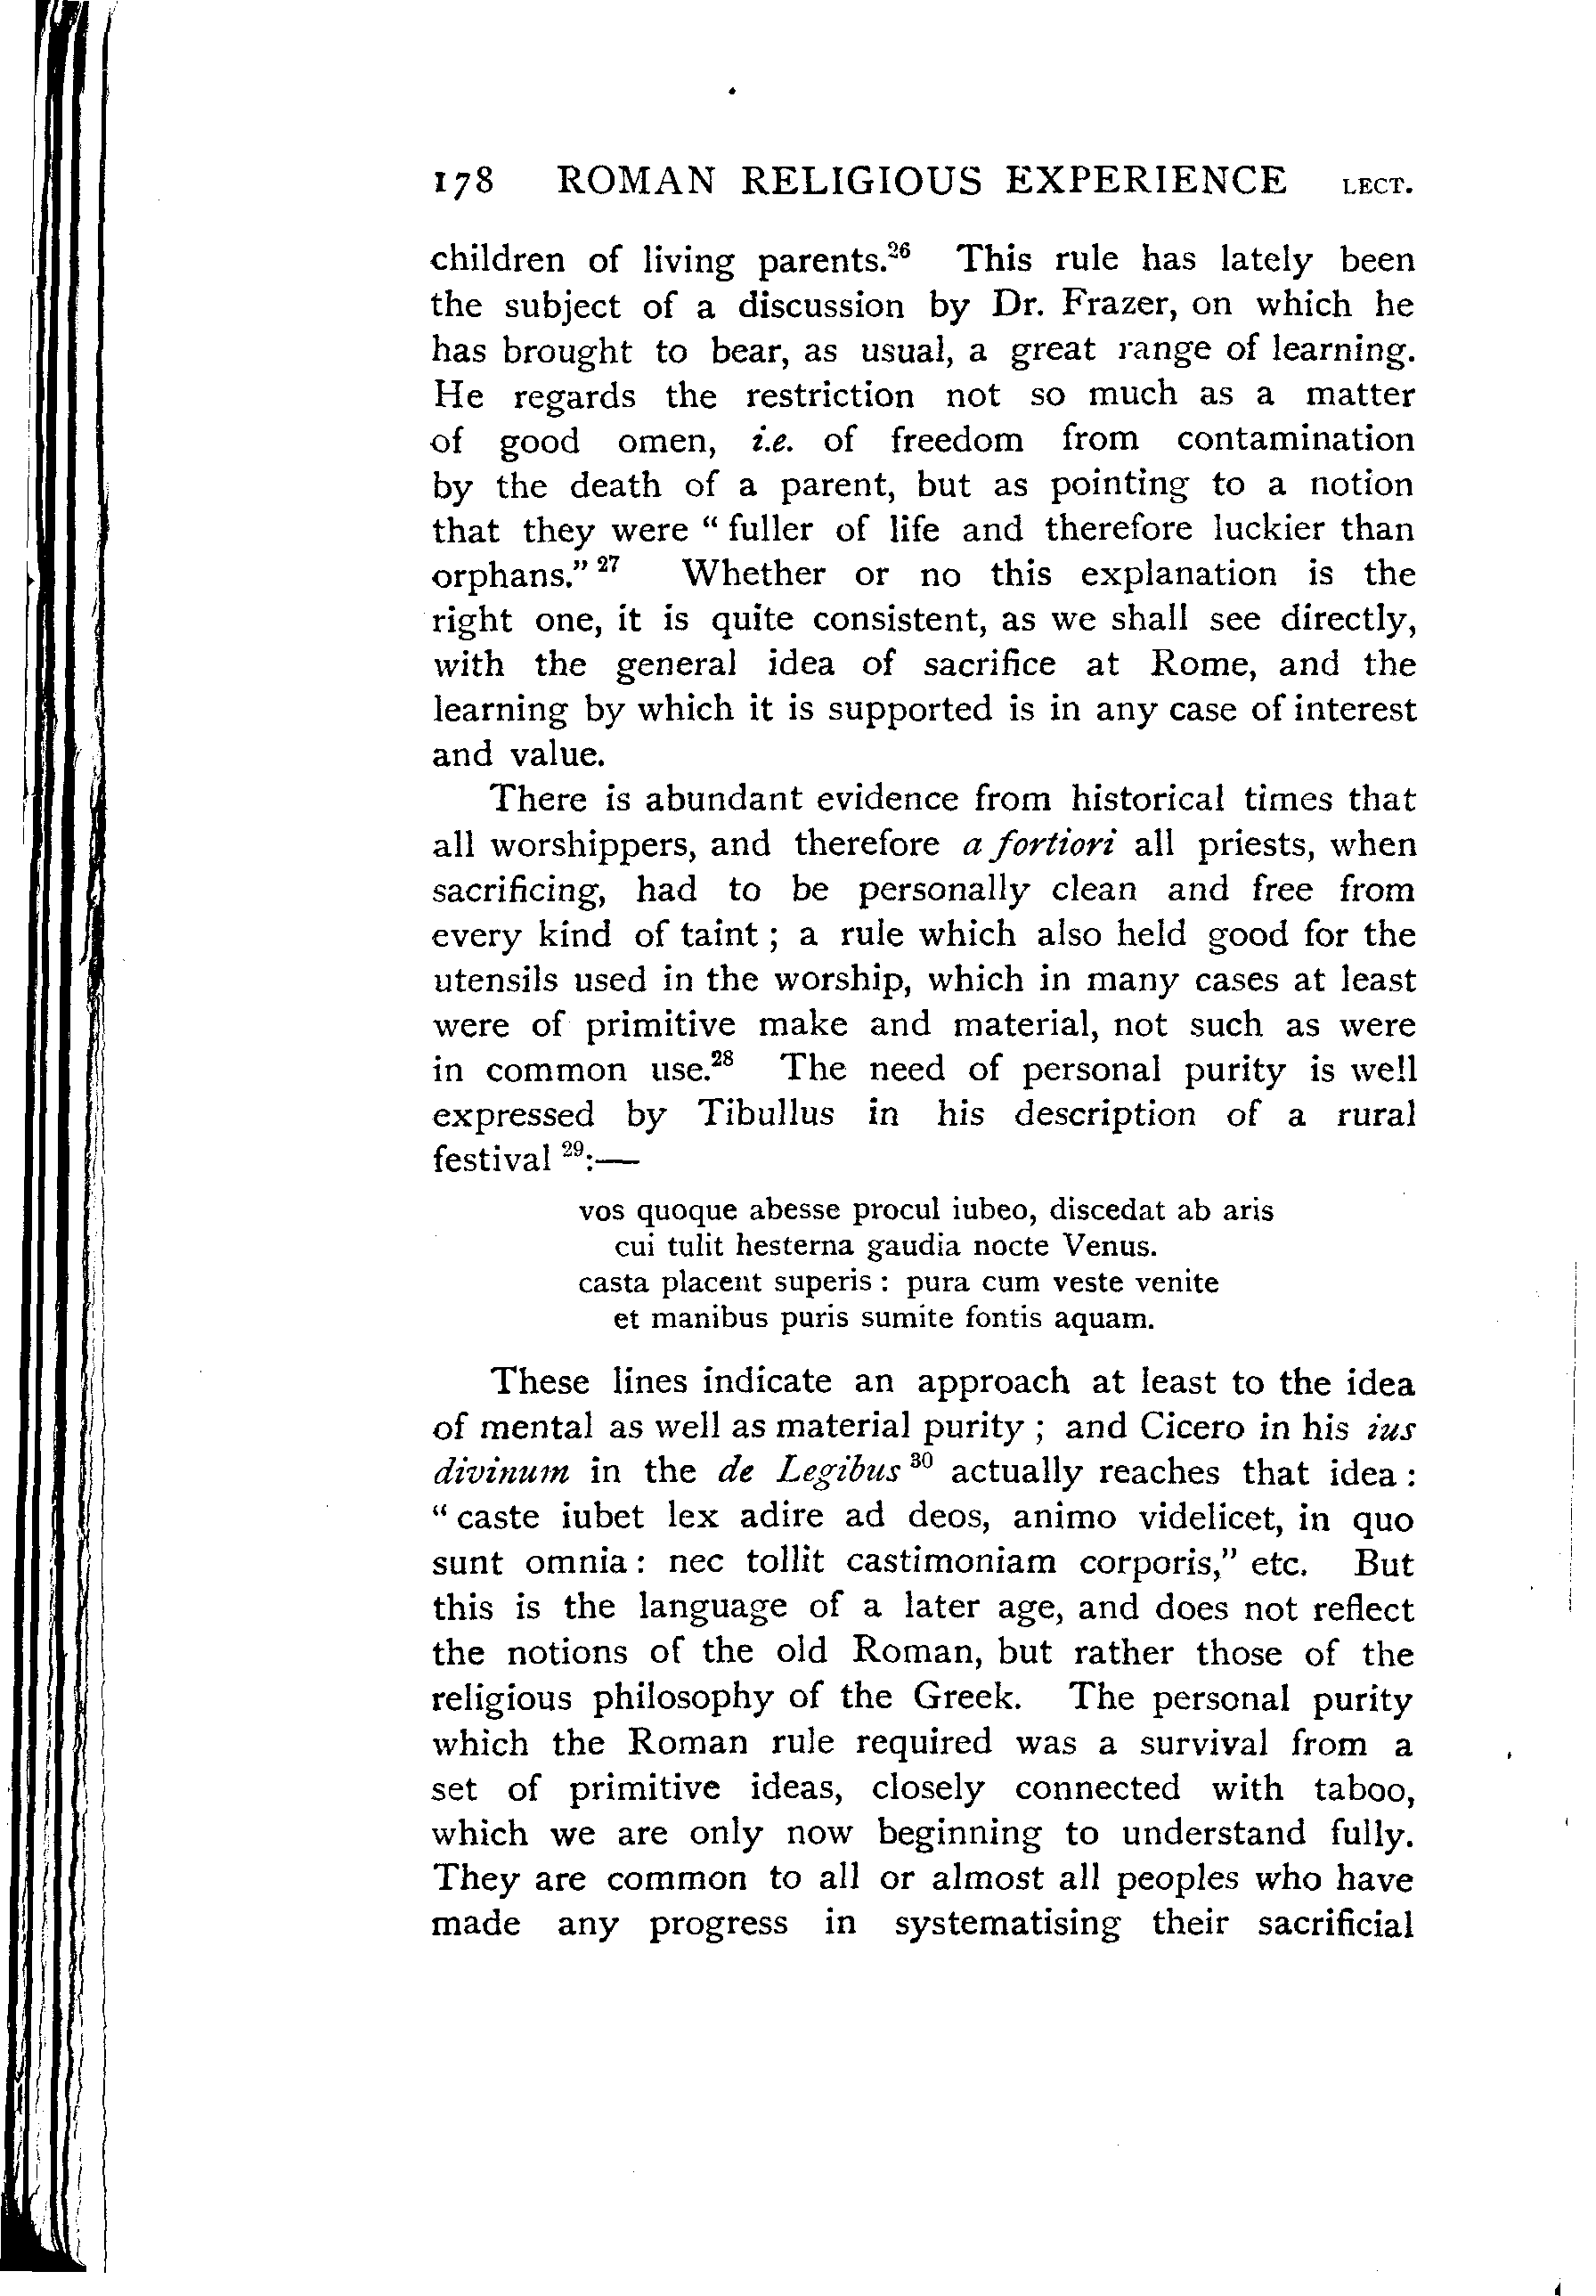 178 ROMAN RELIGIOUS EXPERIENCE LECT.
children of living parents.²⁶ This rule has lately been
the subject of a discussion by Dr. Frazer, on which he
has brought to bear, as usual, a great range of learning.
He regards the restriction not so much as a matter
of good omen, i.e. of freedom from contamination
by the death of a parent, but as pointing to a notion
that they were “ fuller of life and therefore luckier than
orphans.” ²⁷ Whether or no this explanation is the
right one, it is quite consistent, as we shall see directly,
with the general idea of sacrifice at Rome, and the
learning by which it is supported is in any case of interest
and value.
There is abundant evidence from historical times that
all worshippers, and therefore a fortiori all priests, when
sacrificing, had to be personally clean and free from
every kind of taint ; a rule which also held good for the
utensils used in the worship, which in many cases at least
were of primitive make and material, not such as were
in common use.²⁸ The need of personal purity is well
expressed by Tibullus in his description of a rural
festival ²⁹:—
vos quoque abesse procul iubeo, discedat ab aris
cui tulit hesterna gaudia nocte Venus.
casta placent superis : pura cum veste venite
et manibus puris sumite fontis aquam.
These lines indicate an approach at least to the idea
of mental as well as material purity ; and Cicero in his ius
divinum in the de Legibus ³⁰ actually reaches that idea :
“ caste iubet lex adire ad deos, animo videlicet, in quo
sunt omnia : nec tollit castimoniam corporis,” etc. But
this is the language of a later age, and does not reflect
the notions of the old Roman, but rather those of the
religious philosophy of the Greek. The personal purity
which the Roman rule required was a survival from a
set of primitive ideas, closely connected with taboo,
which we are only now beginning to understand fully.
They are common to all or almost all peoples who have
made any progress in systematising their sacrificial